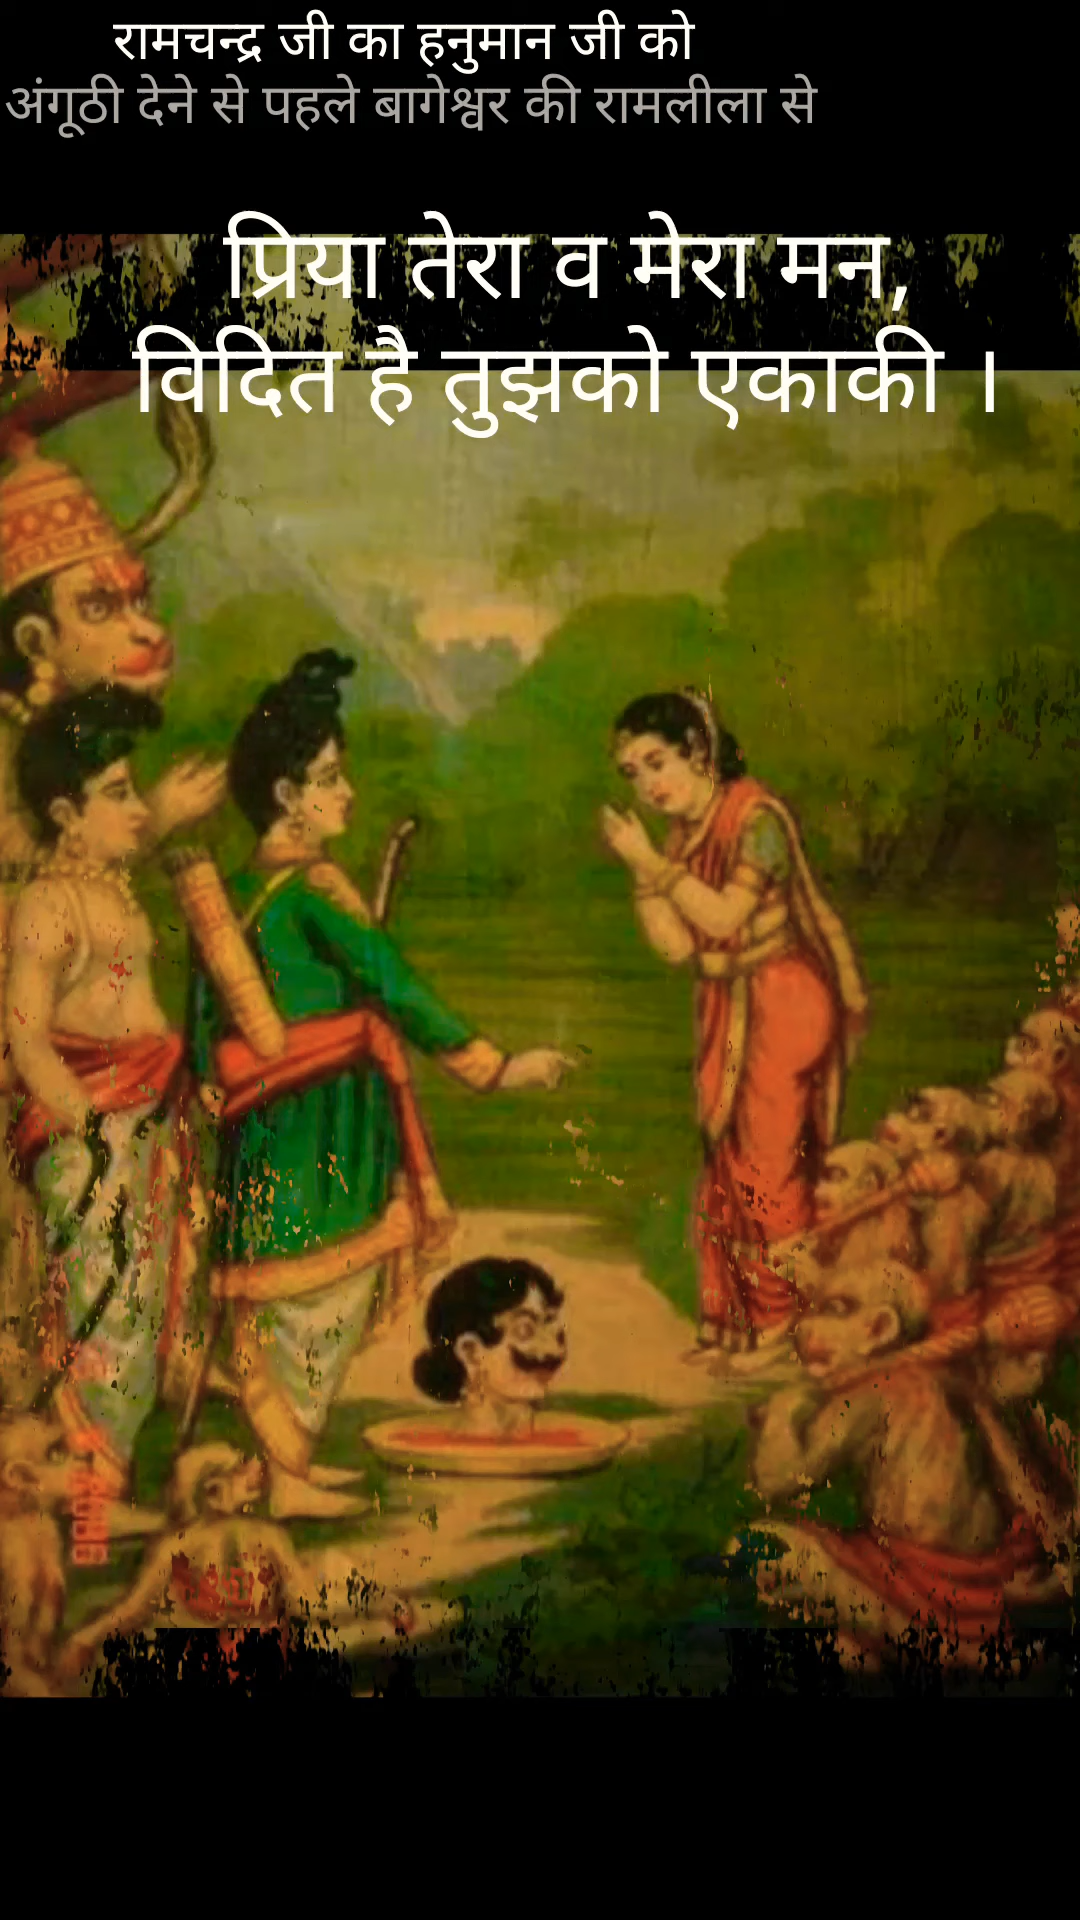 रामचन्द्र जी का हनुमान जी को
अंगूठी देने से पहले बागेश्वर की रामलीला से
प्रिया तेरा व मेरा मन,
विदित है तुझको एकाकी ।